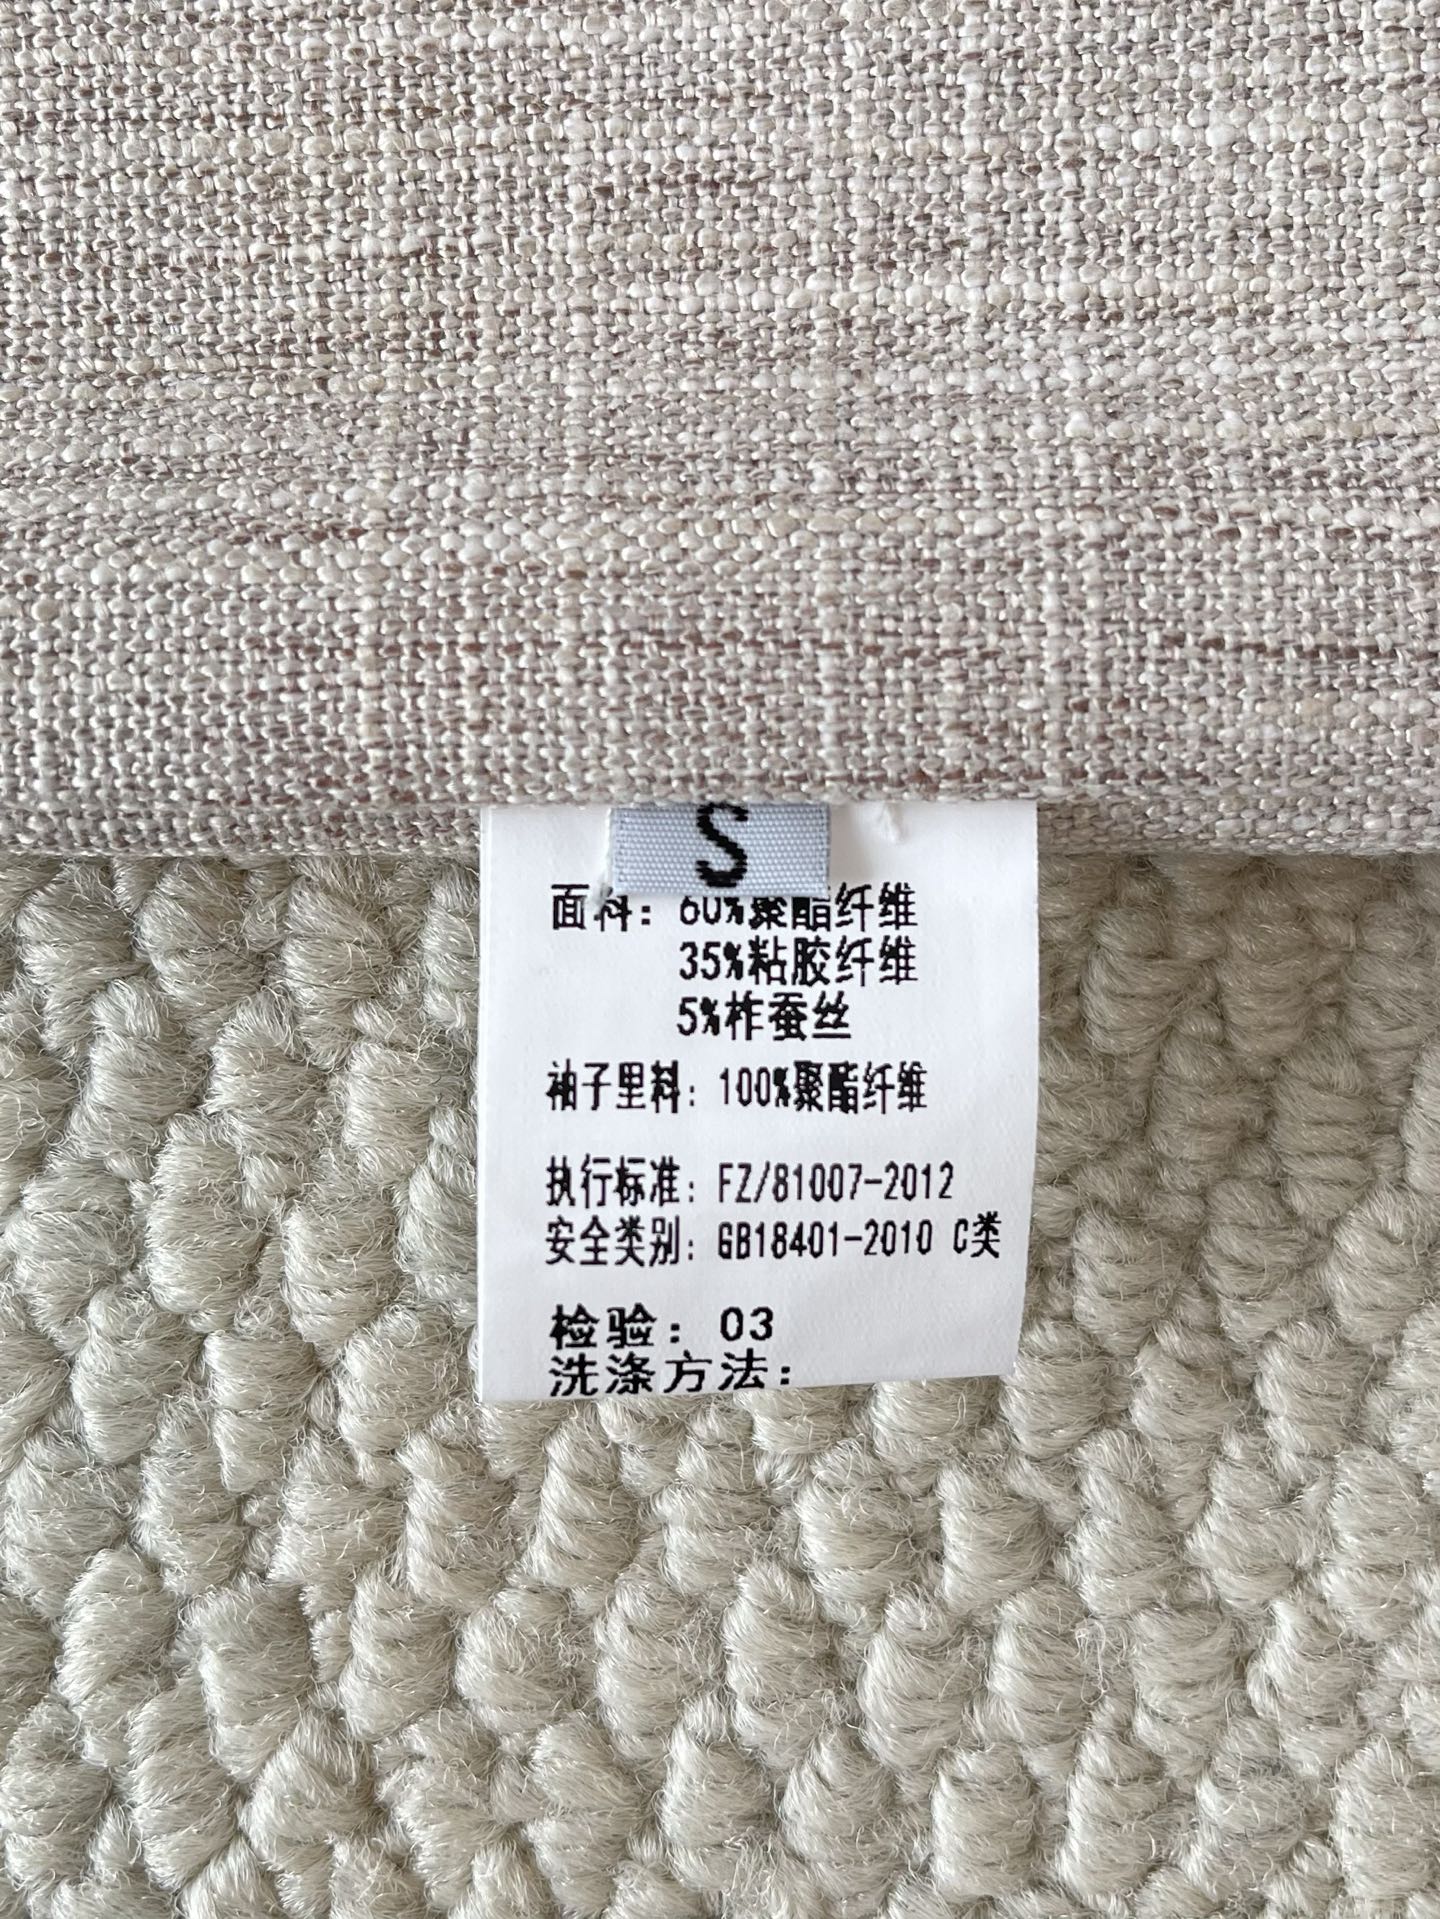 S
面料：60%聚酯纤维
35%粘胶纤维
5%柞蚕丝
袖子里料：100%聚酯纤维
执行标准：FZ/81007-2012
安全类别：GB18401-2010 C类
检验：03
洗涤方法：